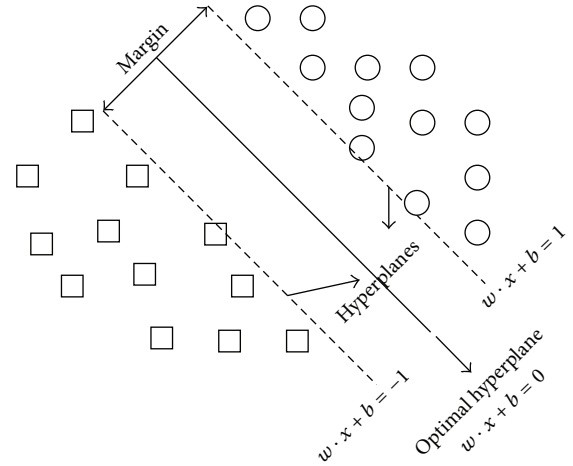 Margin
Hyperplanes
w · x + b = 1
w · x + b = −1
Optimal hyperplane
w · x + b = 0